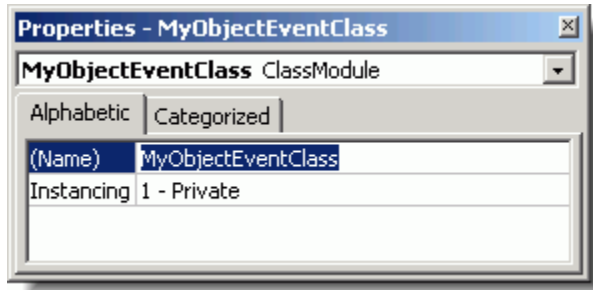 Properties - MyObjectEventClass
MyObjectEventClass ClassModule
Alphabetic Categorized
(Name) MyObjectEventClass
Instancing 1 - Private